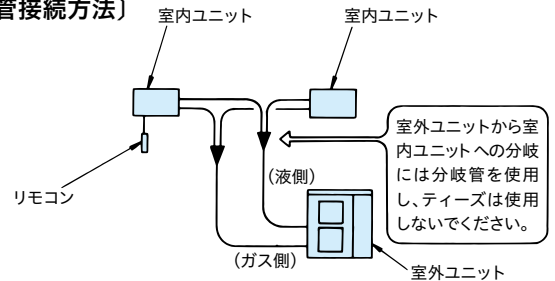 管接続方法〕
室内ユニット
室内ユニット
リモコン
(液側)
(ガス側)
室外ユニットから室
内ユニットへの分岐
には分岐管を使用
し、ティーズは使用
しないでください。
室外ユニット